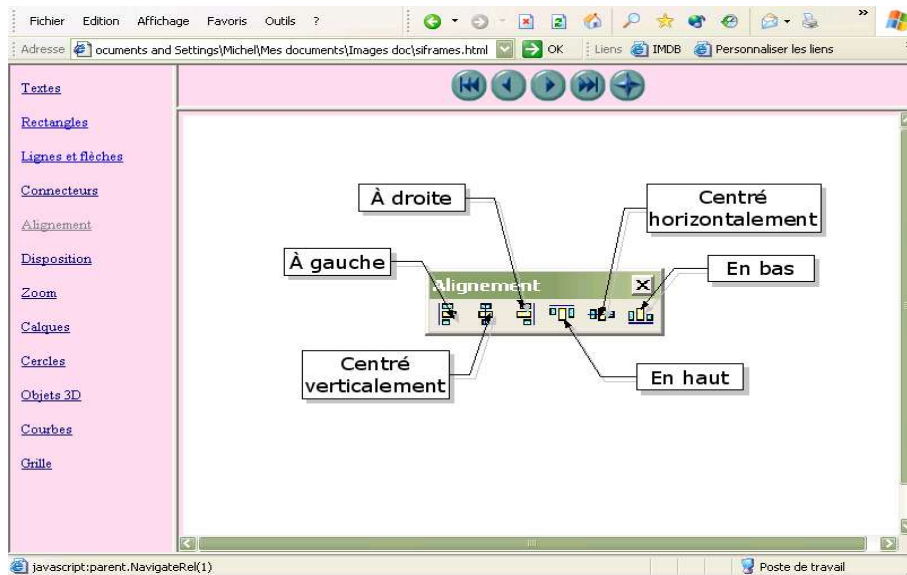 Fichier Edition Affichage Favoris Outils ? »
Adresse ocuments and Settings\Michel\Mes documents\Images doc\siframes.html OK Liens IMDB Personnaliser les liens
Textes
Rectangles
Lignes et flèches
Connecteurs
Alignement
Disposition
Zoom
Calques
Cercles
Objets 3D
Courbes
Grille
À droite
Centré
horizontalement
À gauche
En bas
Alignement
Centré
verticalement
En haut
javascript:parent.NavigateRel(1) Poste de travail